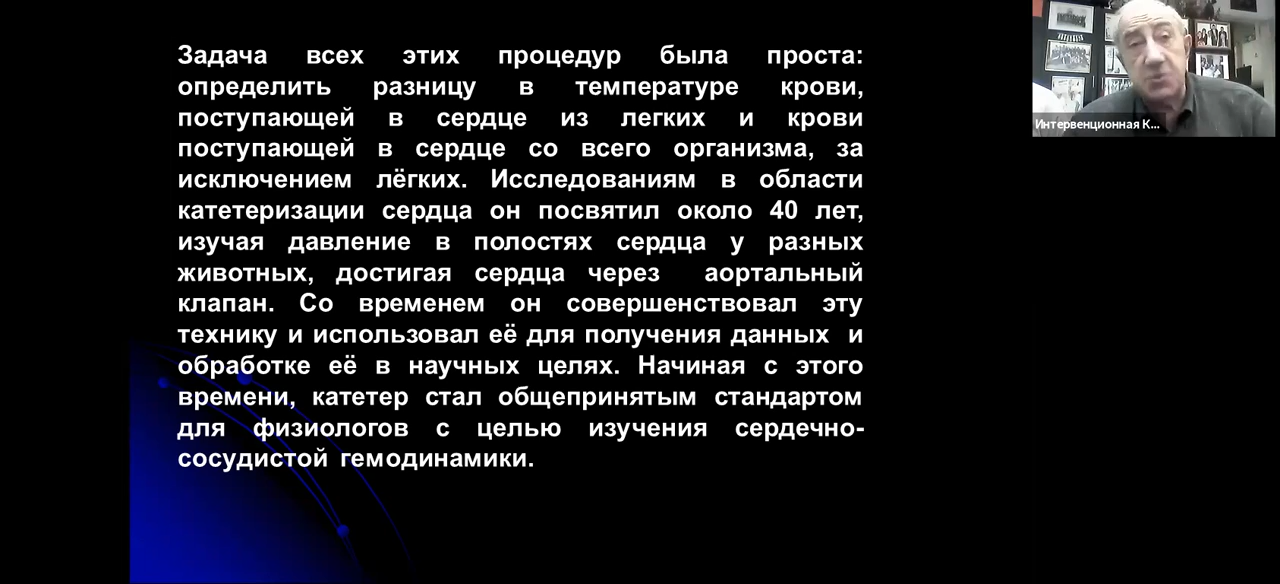 Задача всех этих процедур была проста:
определить разницу в температуре крови,
поступающей в сердце из легких и крови
поступающей в сердце со всего организма, за
исключением лёгких. Исследованиям в области
катетеризации сердца он посвятил около 40 лет,
изучая давление в полостях сердца у разных
животных, достигая сердца через аортальный
клапан. Со временем он совершенствовал эту
технику и использовал её для получения данных и
обработке её в научных целях. Начиная с этого
времени, катетер стал общепринятым стандартом
для физиологов с целью изучения сердечно-
сосудистой гемодинамики.
Интервенционная К...